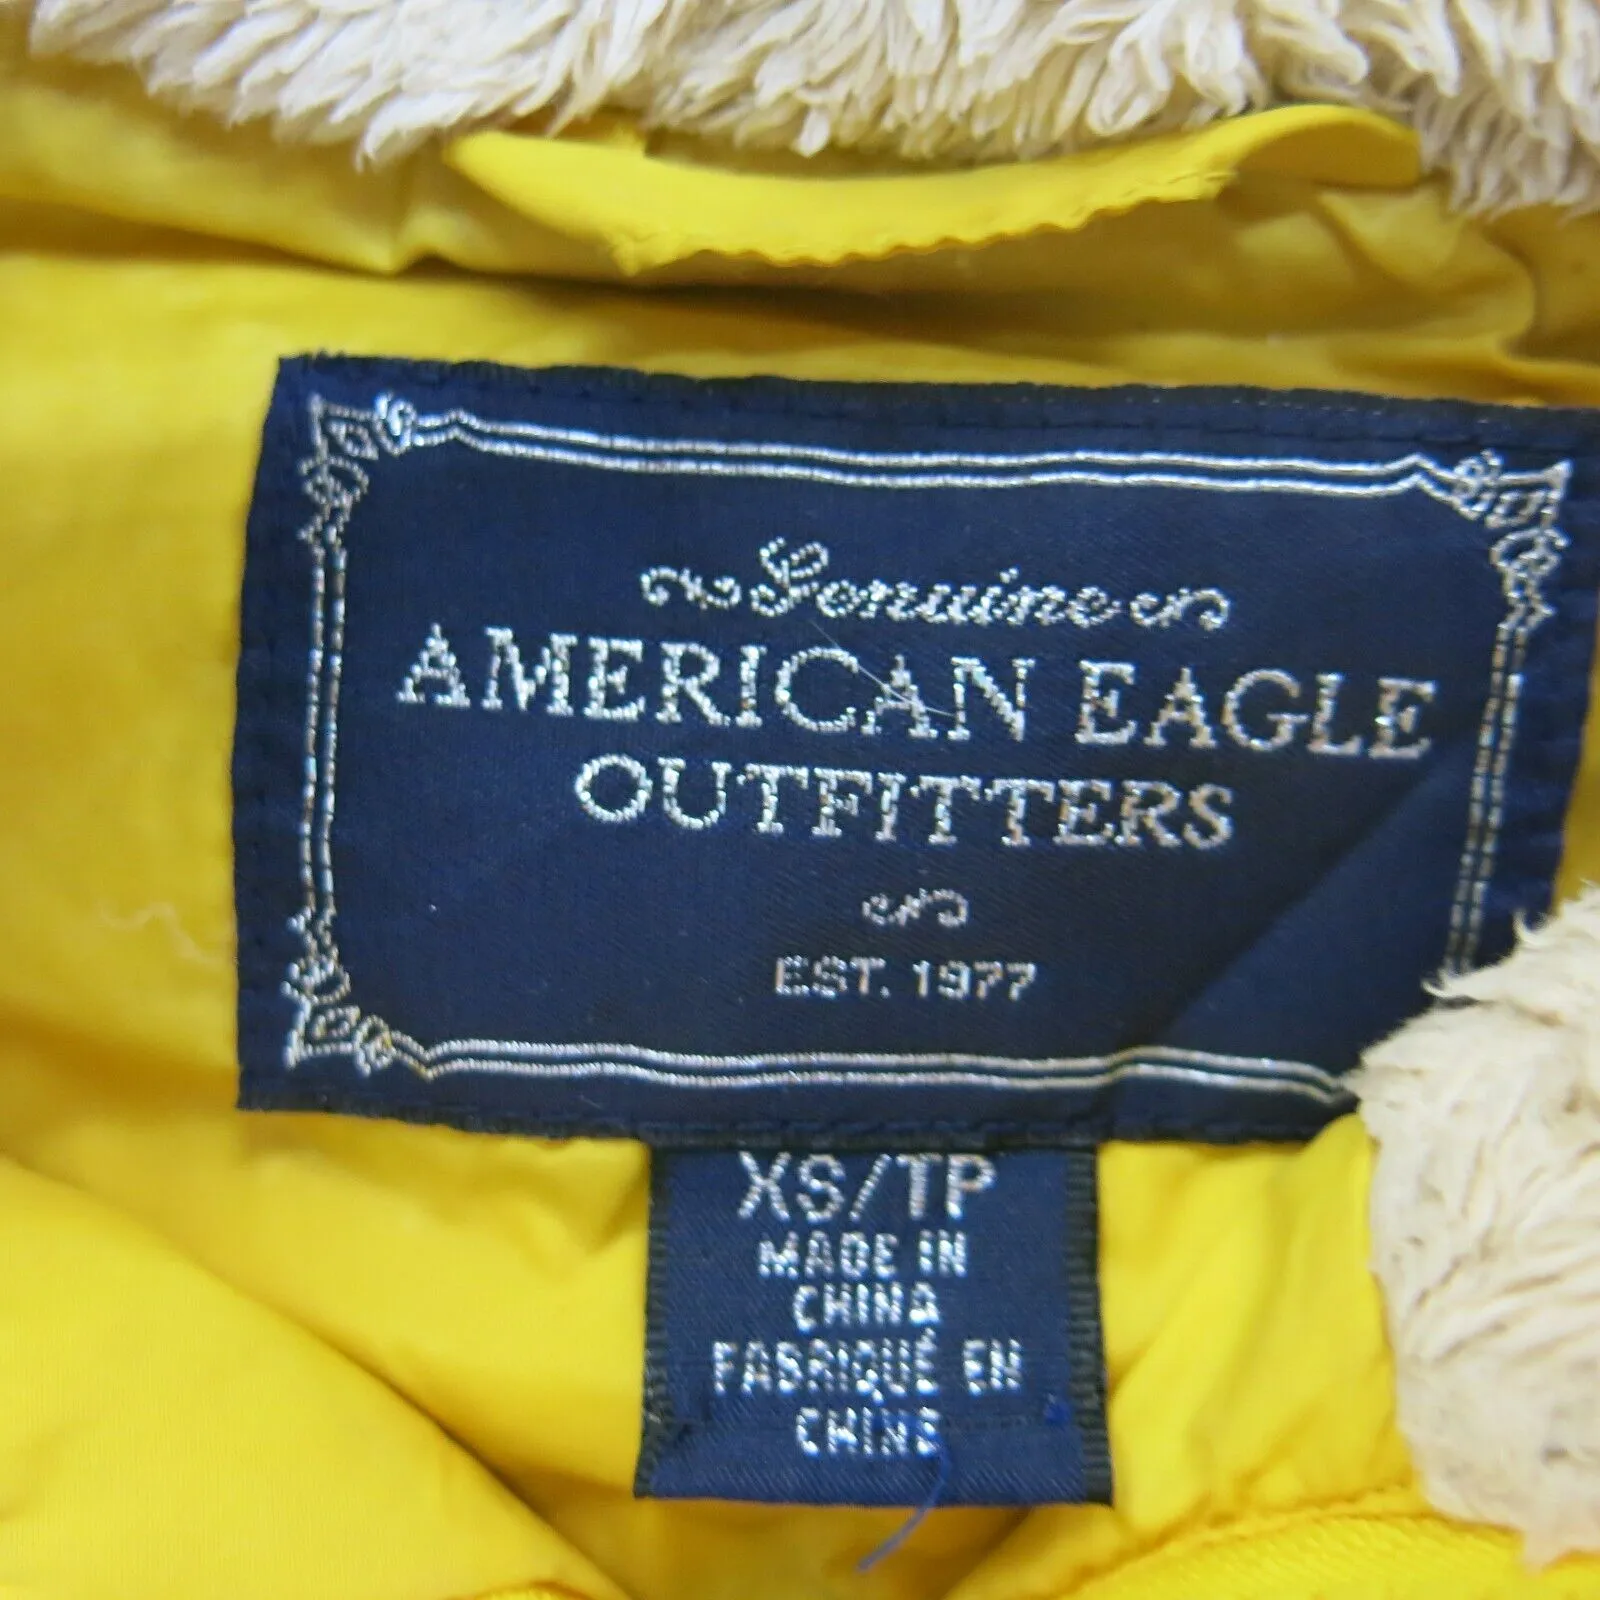 Genuine
AMERICAN EAGLE
OUTFITTERS
EST. 1977
XS/TP
MADE IN
CHINA
FABRIQUÉ EN
CHINE